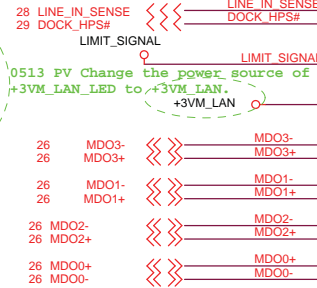 28 LINE_IN_SENSE LINE_IN_SENSE
29 DOCK_HPS# DOCK_HPS#
LIMIT_SIGNAL
LIMIT_SIGNAL
0513 PV Change the power source of
+3VM_LAN_LED to +3VM_LAN.
+3VM_LAN
26 MDO3- MDO3-
26 MDO3+ MDO3+
26 MDO1- MDO1-
26 MDO1+ MDO1+
26 MDO2- MDO2-
26 MDO2+ MDO2+
26 MDO0+ MDO0+
26 MDO0- MDO0-